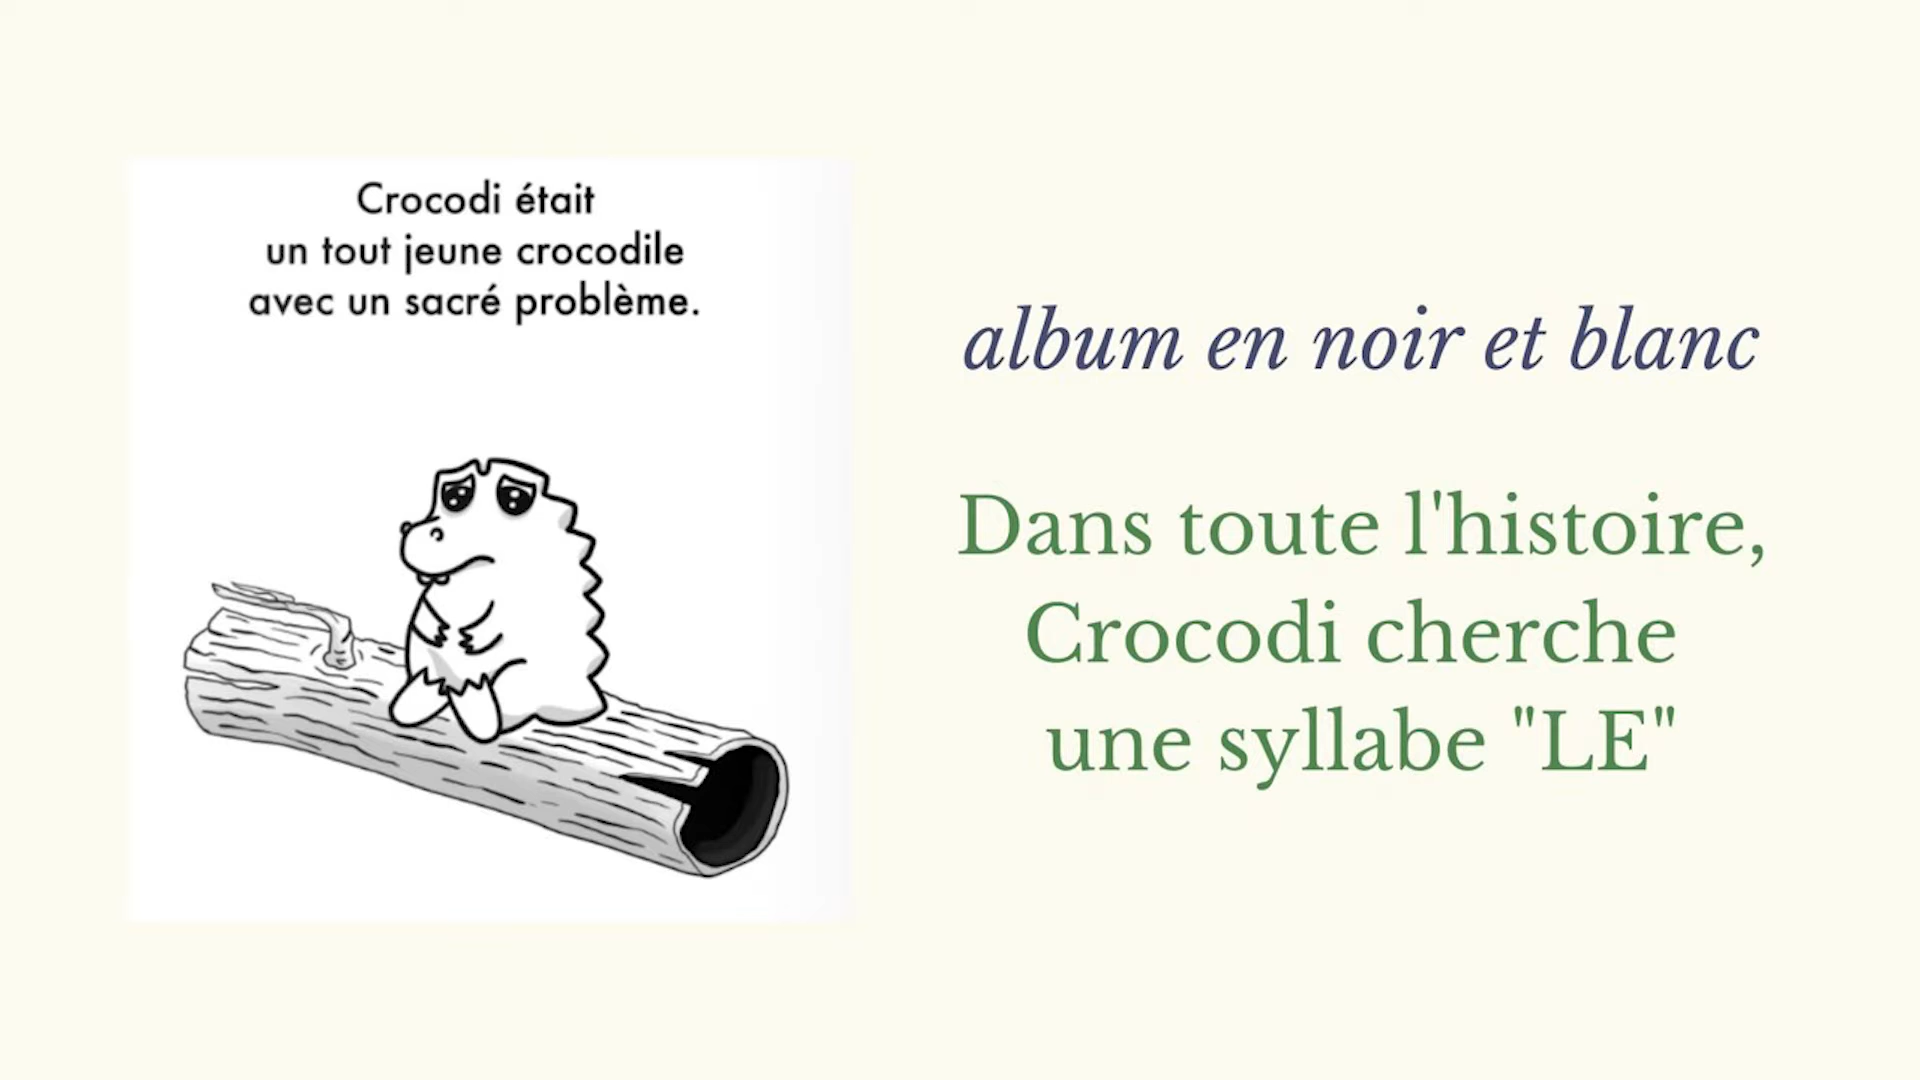 Crocodi était
un tout jeune crocodile
avec un sacré problème.
album en noir et blanc
Dans toute l'histoire,
Crocodi cherche
une syllabe "LE"